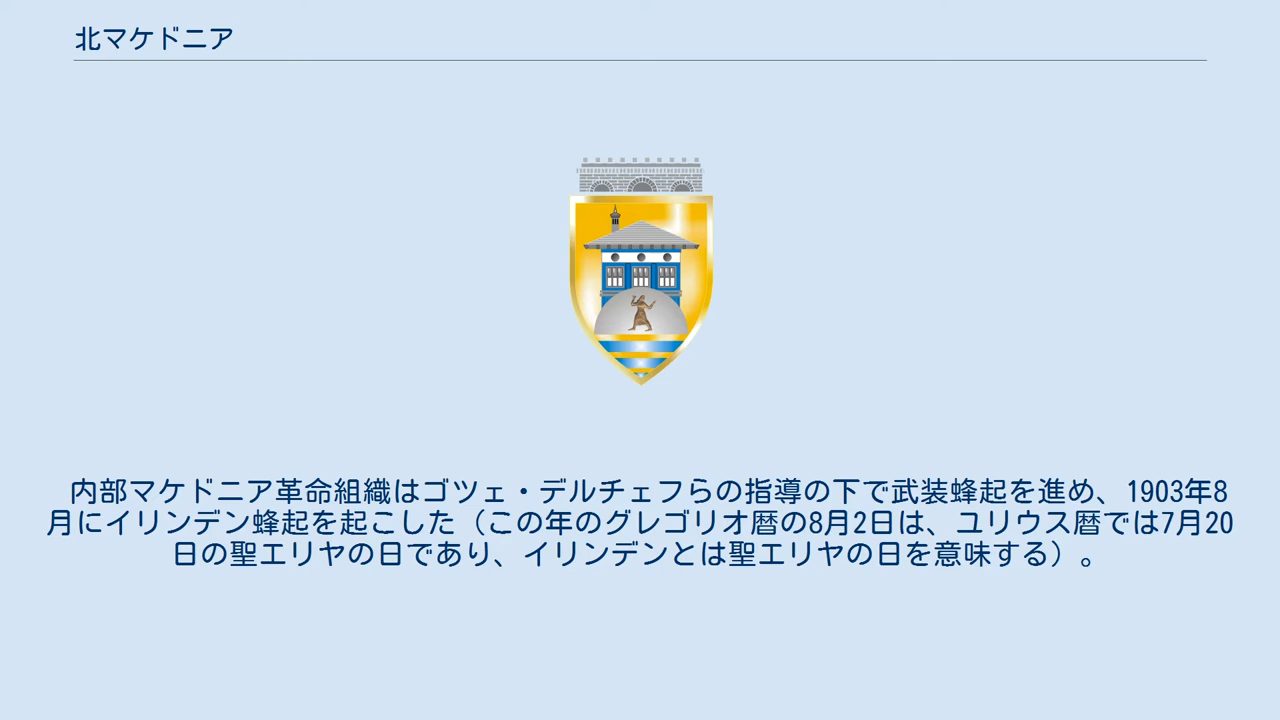 北マケドニア
内部マケドニア革命組織はゴツェ・デルチェフらの指導の下で武装蜂起を進め、1903年8
月にイリンデン蜂起を起こした（この年のグレゴリオ暦の8月2日は、ユリウス暦では7月20
日の聖エリヤの日であり、イリンデンとは聖エリヤの日を意味する）。